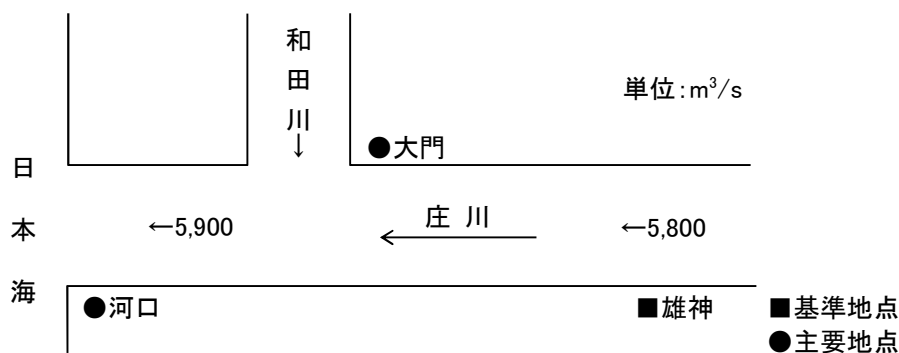 和田川
↓
単位:m³/s
●大門
日本海
←5,900
庄川
←
←5,800
●河口
■雄神
■基準地点
●主要地点